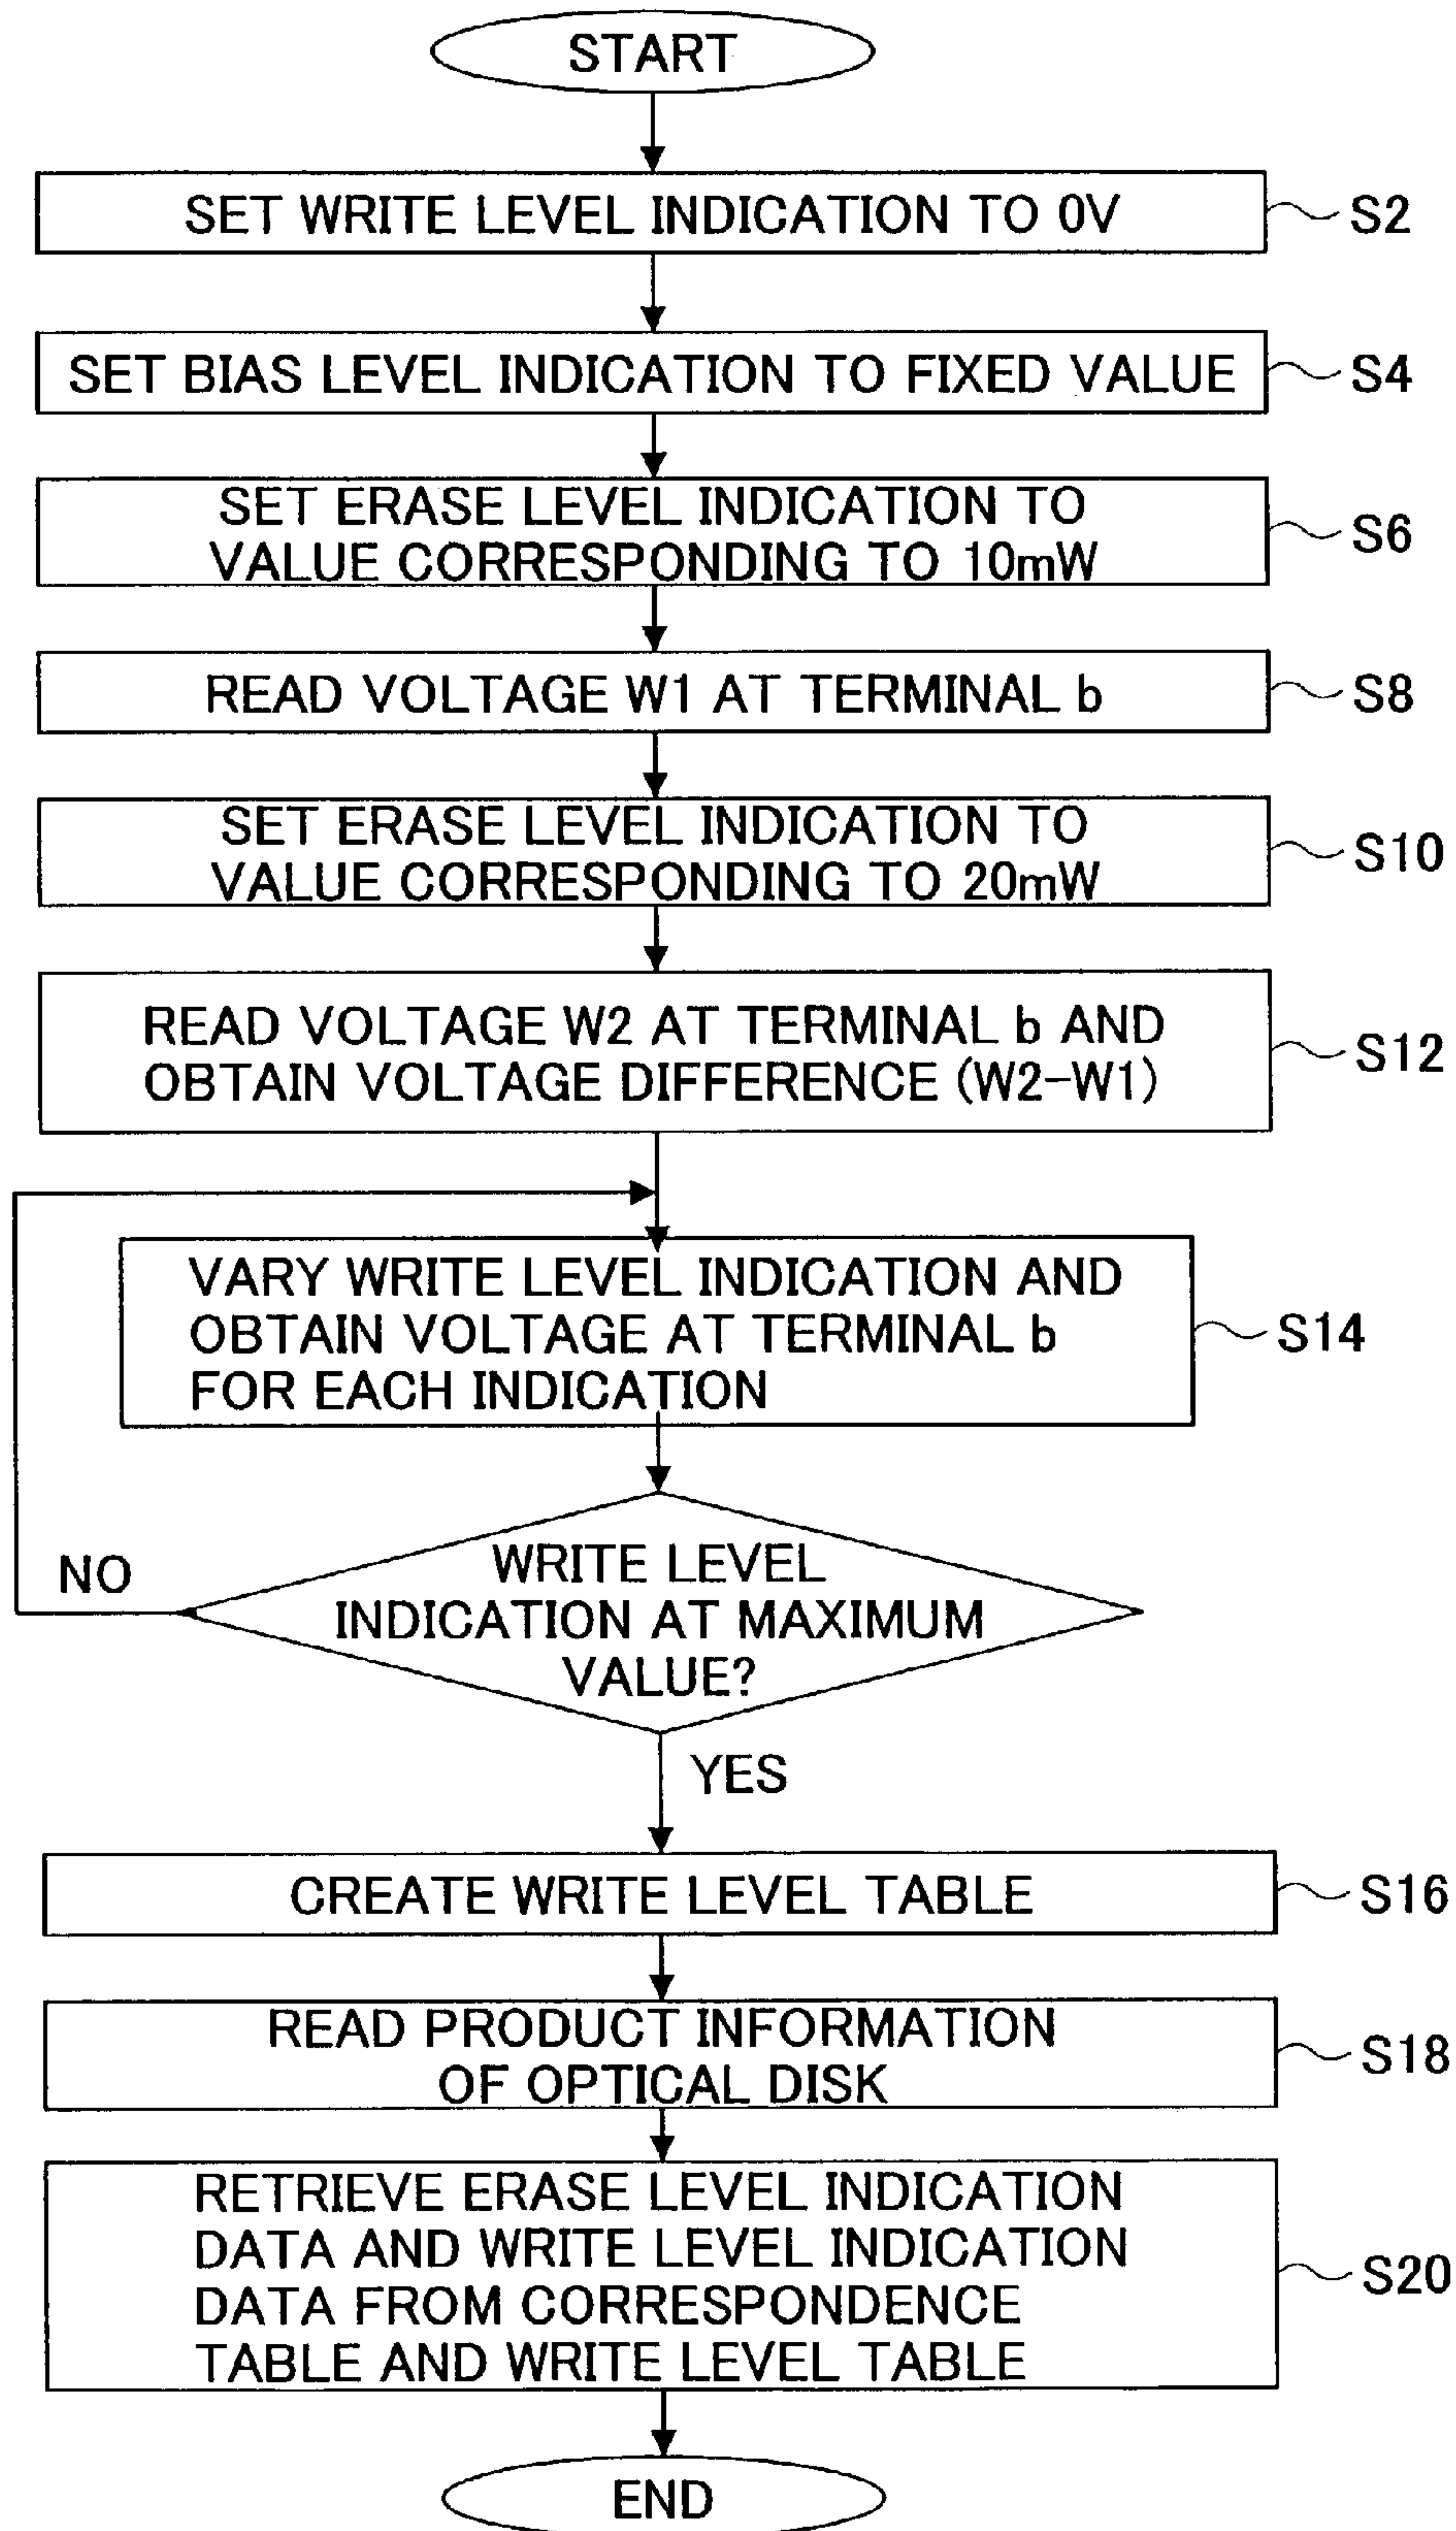 START
SET WRITE LEVEL INDICATION TO 0V
S2
SET BIAS LEVEL INDICATION TO FIXED VALUE
S4
SET ERASE LEVEL INDICATION TO
VALUE CORRESPONDING TO 10mW
S6
READ VOLTAGE W1 AT TERMINAL b
S8
SET ERASE LEVEL INDICATION TO
VALUE CORRESPONDING TO 20mW
S10
READ VOLTAGE W2 AT TERMINAL b AND
OBTAIN VOLTAGE DIFFERENCE (W2-W1)
S12
VARY WRITE LEVEL INDICATION AND
OBTAIN VOLTAGE AT TERMINAL b
FOR EACH INDICATION
S14
WRITE LEVEL
INDICATION AT MAXIMUM
VALUE?
NO
YES
CREATE WRITE LEVEL TABLE
S16
READ PRODUCT INFORMATION
OF OPTICAL DISK
S18
RETRIEVE ERASE LEVEL INDICATION
DATA AND WRITE LEVEL INDICATION
DATA FROM CORRESPONDENCE
TABLE AND WRITE LEVEL TABLE
S20
END